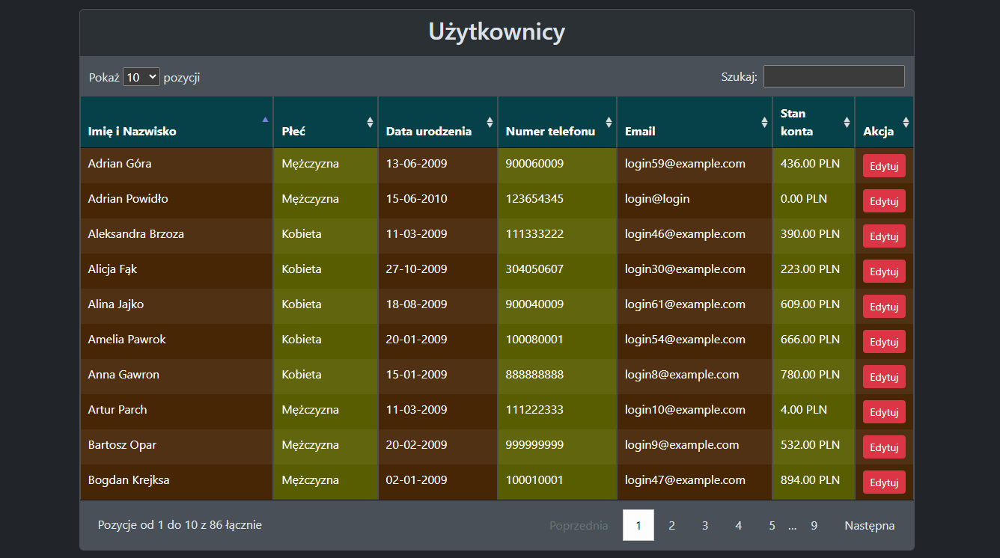 Użytkownicy
Pokaż 10 pozycji Szukaj:
Imię i Nazwisko Płeć Data urodzenia Numer telefonu Email Stan konta Akcja
Adrian Góra Mężczyzna 13-06-2009 900060009 login59@example.com 436.00 PLN Edytuj
Adrian Powidło Mężczyzna 15-06-2010 123654345 login@login 0.00 PLN Edytuj
Aleksandra Brzoza Kobieta 11-03-2009 111333222 login46@example.com 390.00 PLN Edytuj
Alicja Fąk Kobieta 27-10-2009 304050607 login30@example.com 223.00 PLN Edytuj
Alina Jajko Kobieta 18-08-2009 900040009 login61@example.com 609.00 PLN Edytuj
Amelia Pawrok Kobieta 20-01-2009 100080001 login54@example.com 666.00 PLN Edytuj
Anna Gawron Kobieta 15-01-2009 888888888 login8@example.com 780.00 PLN Edytuj
Artur Parch Mężczyzna 11-03-2009 111222333 login10@example.com 4.00 PLN Edytuj
Bartosz Opar Mężczyzna 20-02-2009 999999999 login9@example.com 532.00 PLN Edytuj
Bogdan Krejksa Mężczyzna 02-01-2009 100010001 login47@example.com 894.00 PLN Edytuj
Pozycje od 1 do 10 z 86 łącznie Poprzednia 1 2 3 4 5 ... 9 Następna